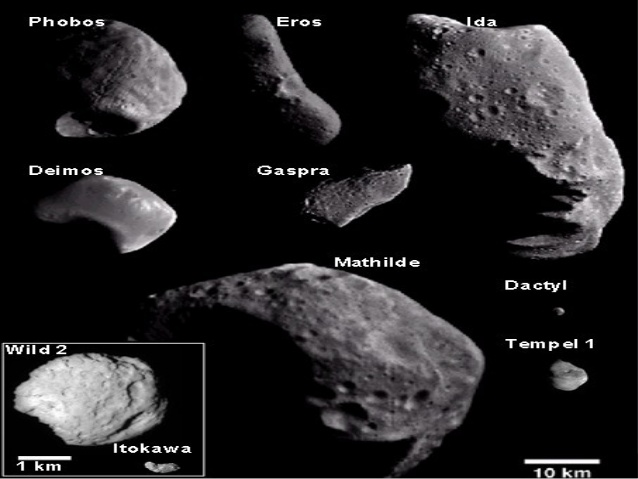 Phobos
Eros
Ida
Deimos
Gaspra
Mathilde
Dactyl
Tempel 1
Wild 2
Itokawa
1 km
10 km